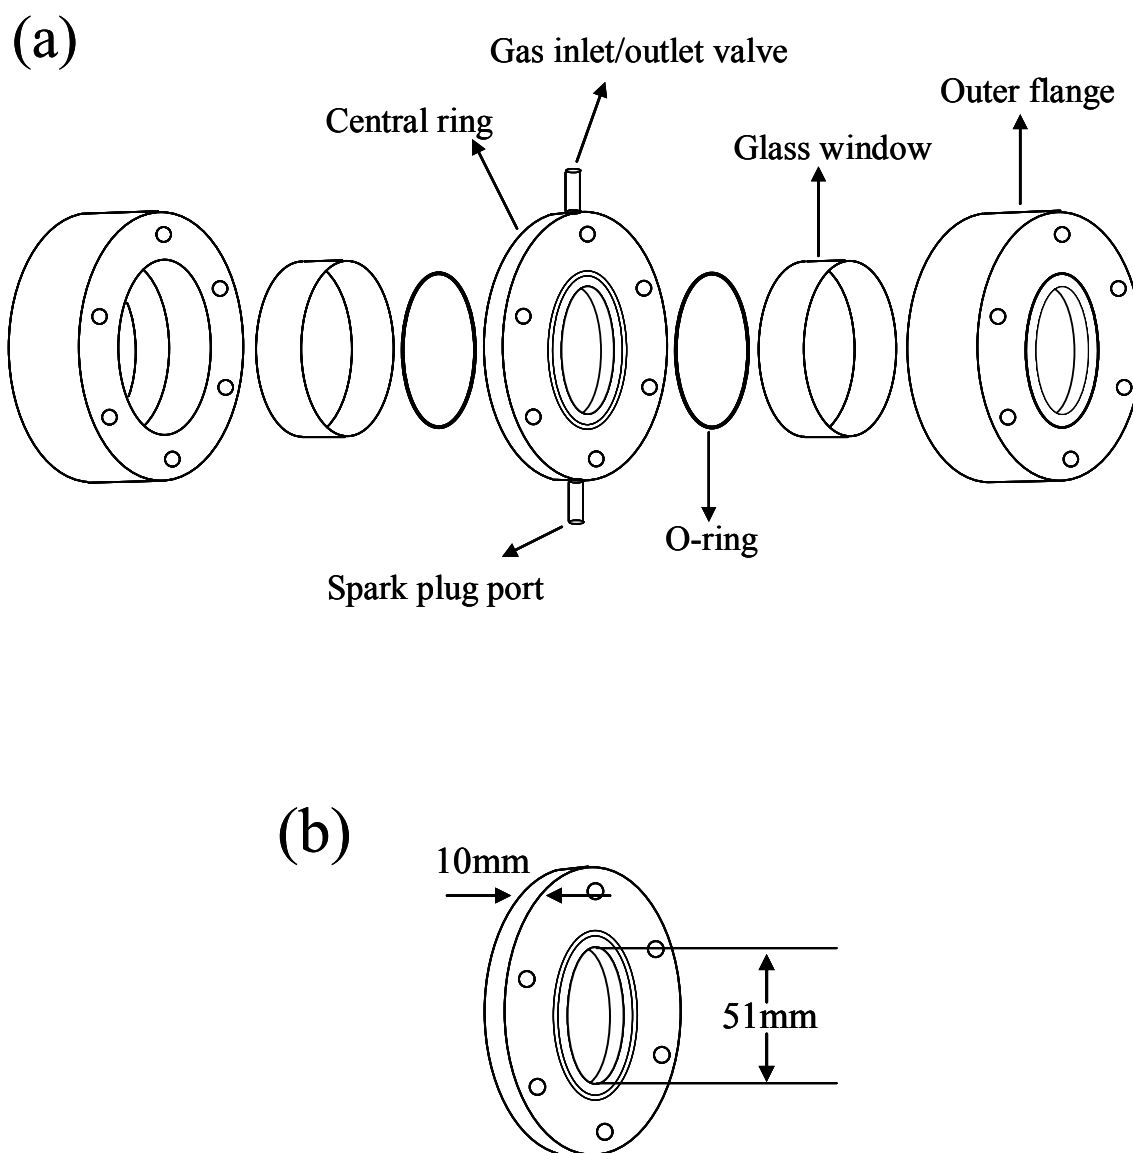 (a)
Gas inlet/outlet valve
Outer flange
Central ring
Glass window
O-ring
Spark plug port
(b)
10mm
51mm